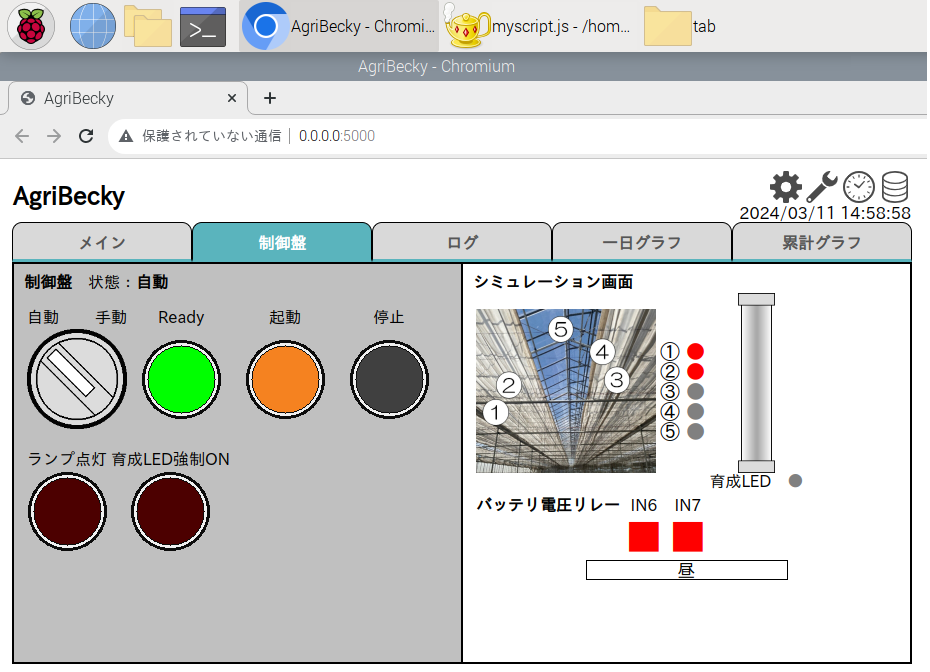 AgriBecky - Chromi... myscript.js - /hom... tab
AgriBecky - Chromium
AgriBecky
保護されていない通信 0.0.0.0:5000
AgriBecky
2024/03/11 14:58:58
メイン 制御盤 ログ 一日グラフ 累計グラフ
制御盤 状態：自動
自動 手動 Ready 起動 停止
ランプ点灯 育成LED強制ON
シミュレーション画面
⑤
④
③
②
①
①
②
③
④
⑤
育成LED
バッテリ電圧リレー IN6 IN7
昼